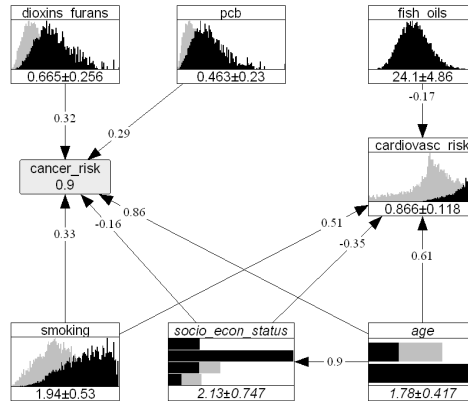 dioxins_furans
pcb
fish_oils
0.665±0.256
0.463±0.23
24.1±4.86
0.32
0.29
-0.17
cancer_risk
0.9
cardiovasc_risk
0.866±0.118
0.33
-0.16
0.86
0.51
-0.35
0.61
smoking
socio_econ_status
age
0.9
1.94±0.53
2.13±0.747
1.78±0.417